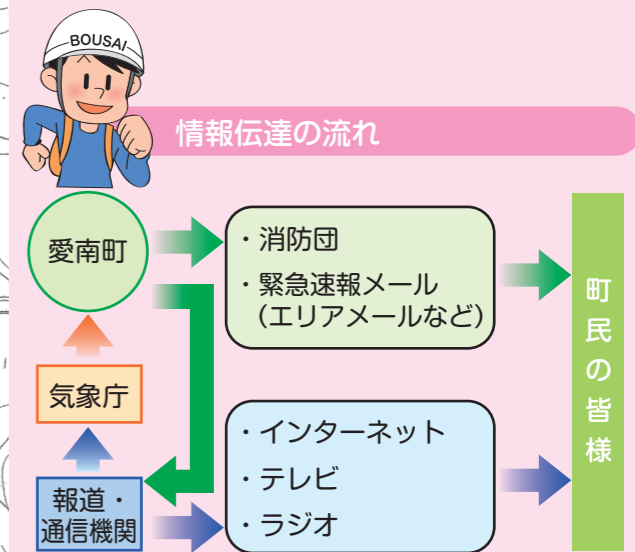 BOUSAI
情報伝達の流れ
愛南町
・消防団
・緊急速報メール
（エリアメールなど）
気象庁
報道・
通信機関
・インターネット
・テレビ
・ラジオ
町民の皆様